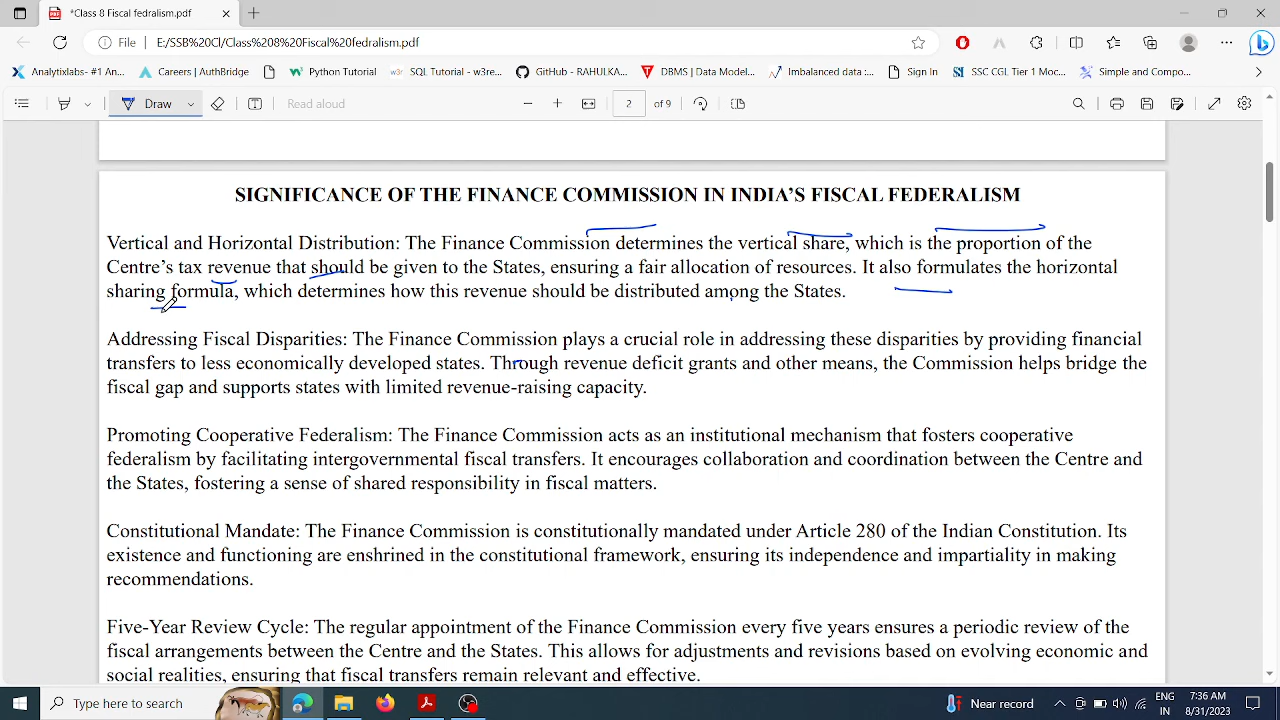 *Class 8 Fiscal fedralism.pdf
File E:/SSB%20Cl/Class%208%20Fiscal%20fedralism.pdf
Analytixlabs- #1 An... Careers | AuthBridge Python Tutorial SQL Tutorial - w3re... GitHub - RAHULKA... DBMS | Data Model... Imbalanced data :... Sign In SSC CGL Tier 1 Moc... Simple and Compo...
Draw Read aloud 2 of 9
SIGNIFICANCE OF THE FINANCE COMMISSION IN INDIA'S FISCAL FEDERALISM
Vertical and Horizontal Distribution: The Finance Commission determines the vertical share, which is the proportion of the
Centre's tax revenue that should be given to the States, ensuring a fair allocation of resources. It also formulates the horizontal
sharing formula, which determines how this revenue should be distributed among the States.
Addressing Fiscal Disparities: The Finance Commission plays a crucial role in addressing these disparities by providing financial
transfers to less economically developed states. Through revenue deficit grants and other means, the Commission helps bridge the
fiscal gap and supports states with limited revenue-raising capacity.
Promoting Cooperative Federalism: The Finance Commission acts as an institutional mechanism that fosters cooperative
federalism by facilitating intergovernmental fiscal transfers. It encourages collaboration and coordination between the Centre and
the States, fostering a sense of shared responsibility in fiscal matters.
Constitutional Mandate: The Finance Commission is constitutionally mandated under Article 280 of the Indian Constitution. Its
existence and functioning are enshrined in the constitutional framework, ensuring its independence and impartiality in making
recommendations.
Five-Year Review Cycle: The regular appointment of the Finance Commission every five years ensures a periodic review of the
fiscal arrangements between the Centre and the States. This allows for adjustments and revisions based on evolving economic and
social realities, ensuring that fiscal transfers remain relevant and effective.
Type here to search Near record ENG 7:36 AM
IN 8/31/2023